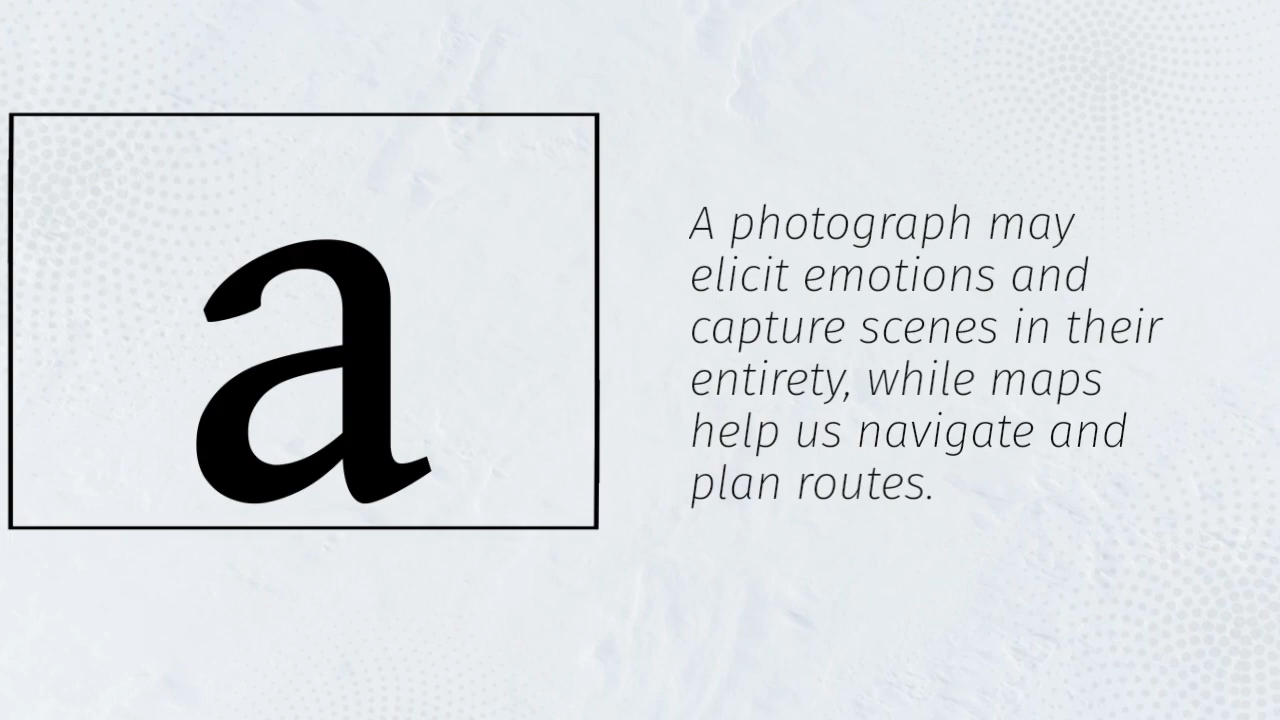 a
A photograph may
elicit emotions and
capture scenes in their
entirety, while maps
help us navigate and
plan routes.